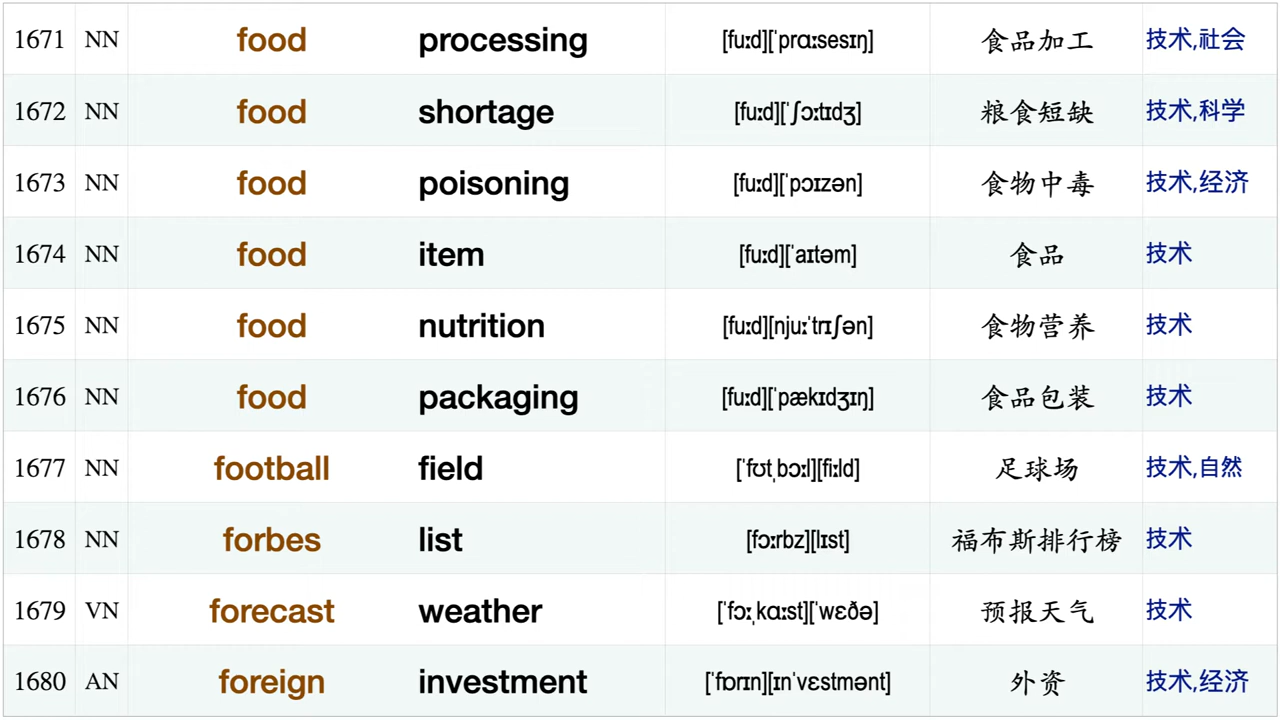 1671 NN food processing [fuːd][ˈprɑːsesɪŋ] 食品加工 技术,社会
1672 NN food shortage [fuːd][ˈʃɔːtɪdʒ] 粮食短缺 技术,科学
1673 NN food poisoning [fuːd][ˈpɔɪzən] 食物中毒 技术,经济
1674 NN food item [fuːd][ˈaɪtəm] 食品 技术
1675 NN food nutrition [fuːd][njuːˈtrɪʃən] 食物营养 技术
1676 NN food packaging [fuːd][ˈpækɪdʒɪŋ] 食品包装 技术
1677 NN football field [ˈfʊtˌbɔːl][fiːld] 足球场 技术,自然
1678 NN forbes list [fɔːrbz][lɪst] 福布斯排行榜 技术
1679 VN forecast weather [ˈfɔːˌkɑːst][ˈwɛðə] 预报天气 技术
1680 AN foreign investment [ˈfɒrɪn][ɪnˈvɛstmənt] 外资 技术,经济